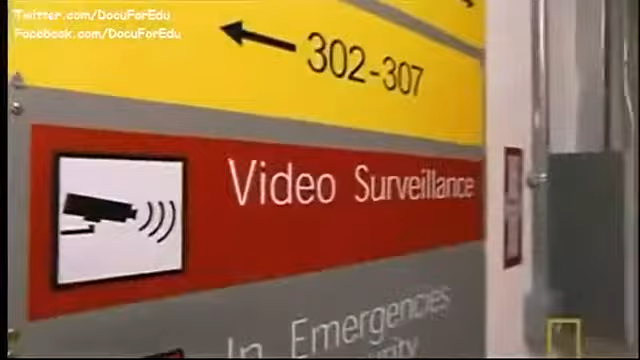 Twitter.com/DocuForEdu
Facebook.com/DocuForEdu
302-307
Video Surveillance
In Emergencies